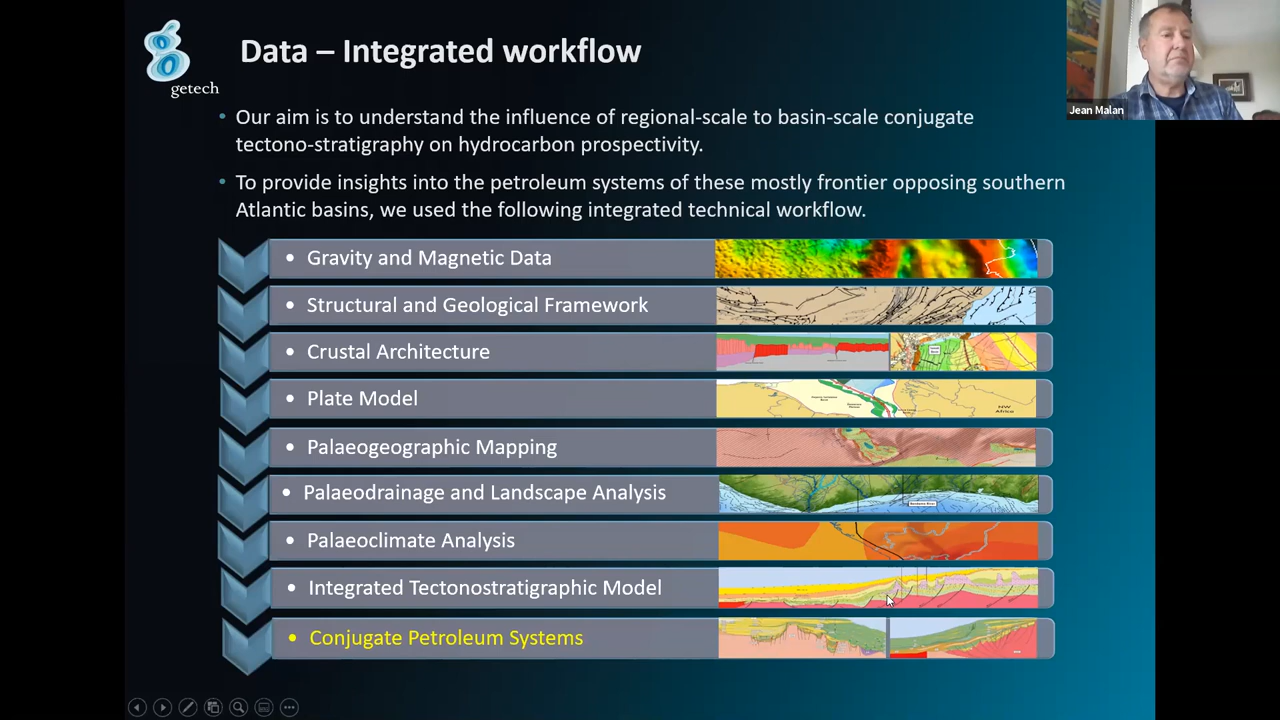 getech
Data – Integrated workflow
Jean Malan
• Our aim is to understand the influence of regional-scale to basin-scale conjugate
tectono-stratigraphy on hydrocarbon prospectivity.
• To provide insights into the petroleum systems of these mostly frontier opposing southern
Atlantic basins, we used the following integrated technical workflow.
• Gravity and Magnetic Data
• Structural and Geological Framework
• Crustal Architecture
• Plate Model
NW
Africa
• Palaeogeographic Mapping
• Palaeodrainage and Landscape Analysis
• Palaeoclimate Analysis
• Integrated Tectonostratigraphic Model
• Conjugate Petroleum Systems